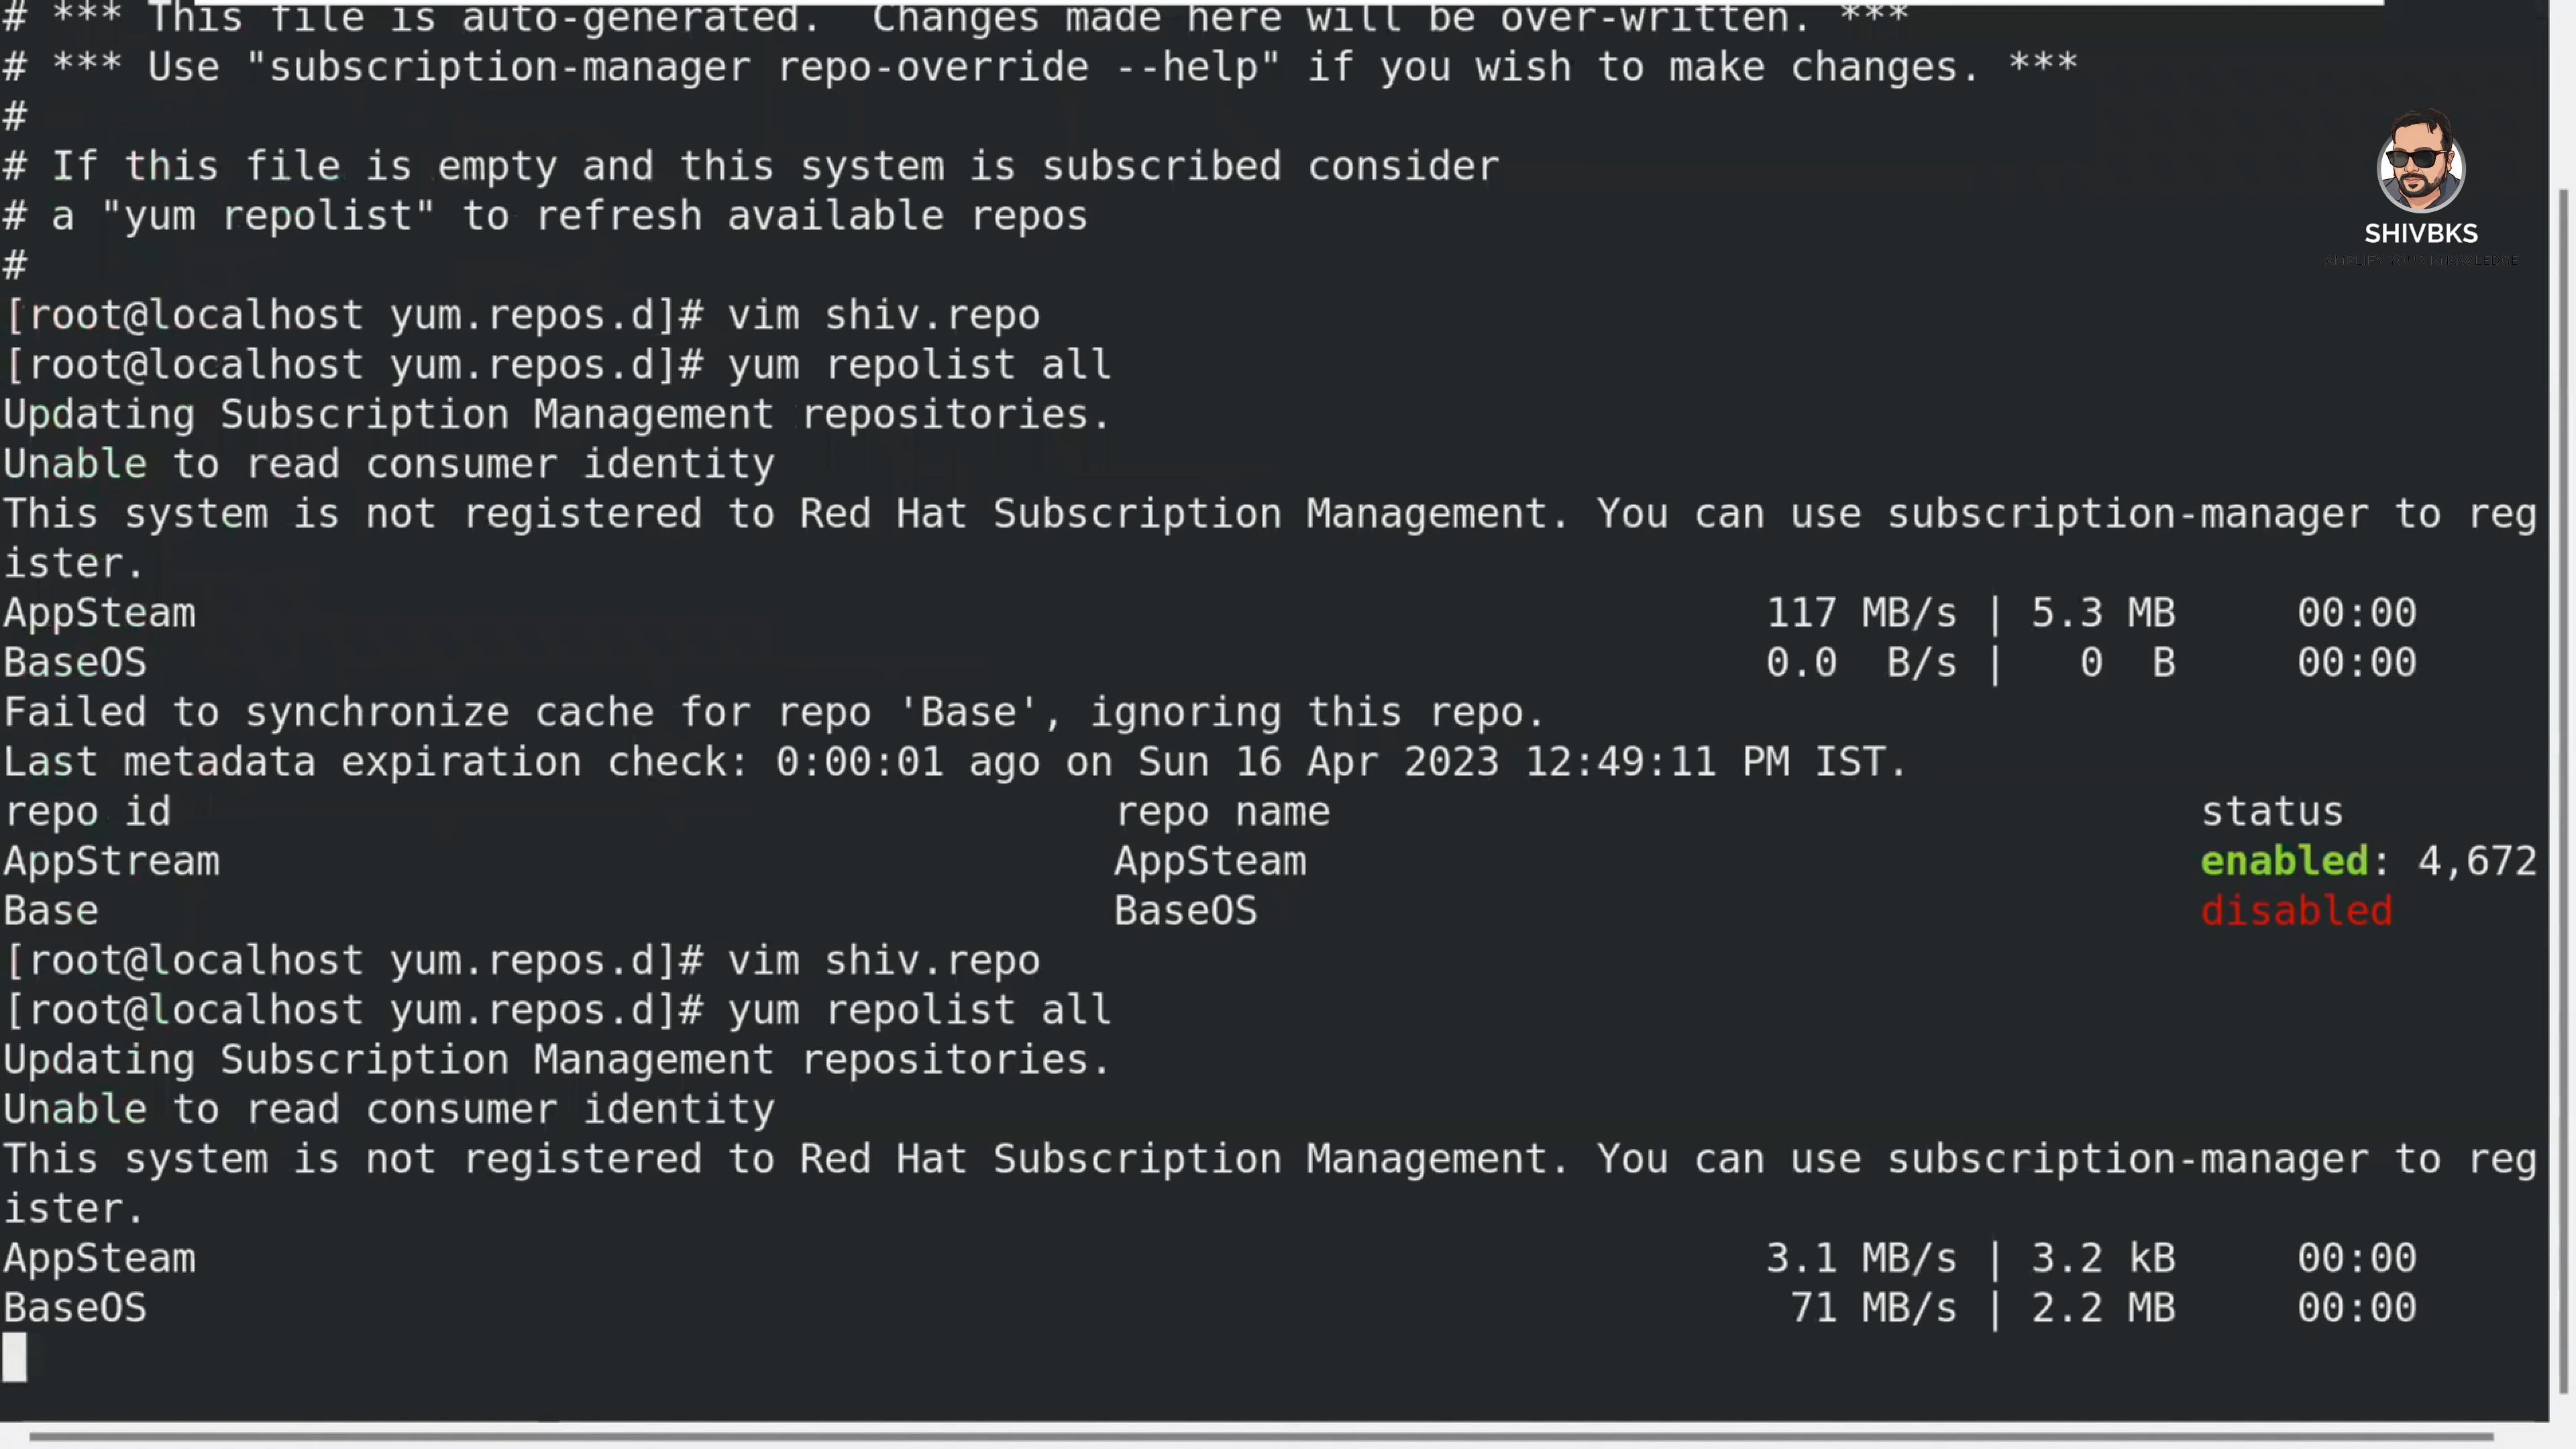 # *** This file is auto-generated.  Changes made here will be over-written. ***
# *** Use "subscription-manager repo-override --help" if you wish to make changes. ***
#
# If this file is empty and this system is subscribed consider
# a "yum repolist" to refresh available repos
#
SHIVBKS
[root@localhost yum.repos.d]# vim shiv.repo
[root@localhost yum.repos.d]# yum repolist all
Updating Subscription Management repositories.
Unable to read consumer identity
This system is not registered to Red Hat Subscription Management. You can use subscription-manager to reg
ister.
AppSteam 117 MB/s | 5.3 MB 00:00
BaseOS 0.0  B/s |   0  B 00:00
Failed to synchronize cache for repo 'Base', ignoring this repo.
Last metadata expiration check: 0:00:01 ago on Sun 16 Apr 2023 12:49:11 PM IST.
repo id repo name status
AppStream AppSteam enabled: 4,672
Base BaseOS disabled
[root@localhost yum.repos.d]# vim shiv.repo
[root@localhost yum.repos.d]# yum repolist all
Updating Subscription Management repositories.
Unable to read consumer identity
This system is not registered to Red Hat Subscription Management. You can use subscription-manager to reg
ister.
AppSteam 3.1 MB/s | 3.2 kB 00:00
BaseOS 71 MB/s | 2.2 MB 00:00